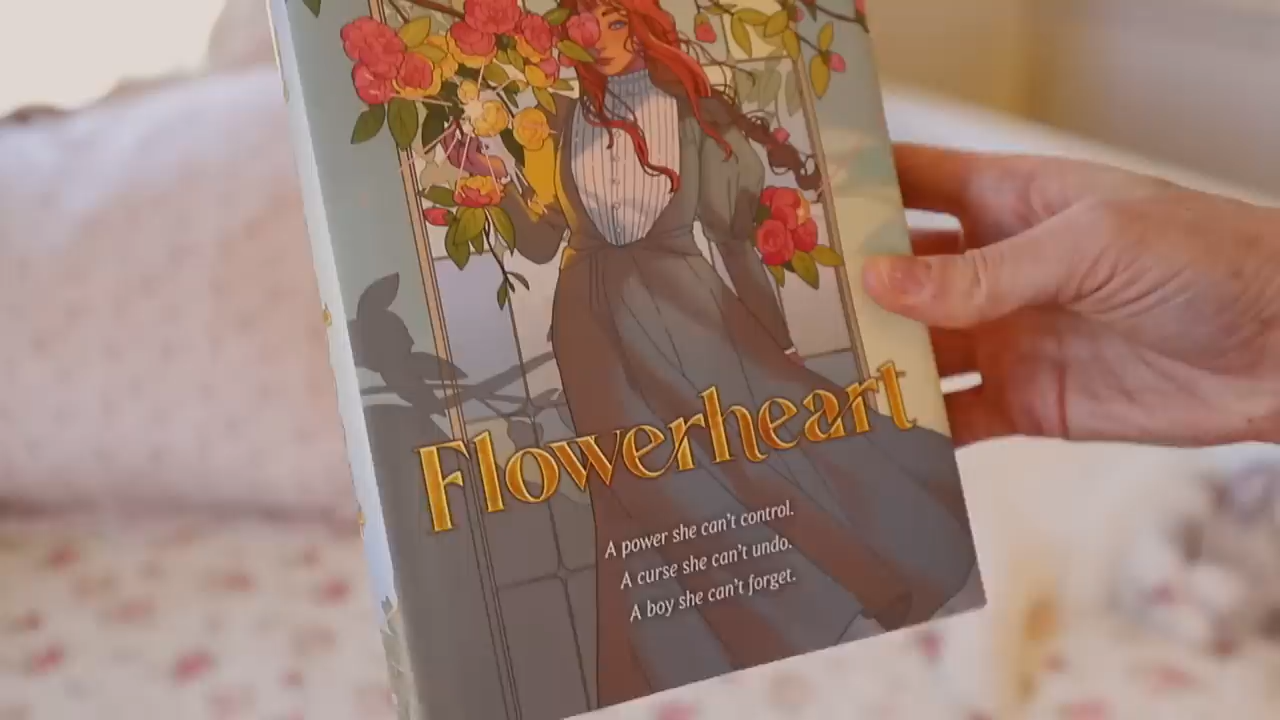 Flowerheart
A power she can't control.
A curse she can't undo.
A boy she can't forget.